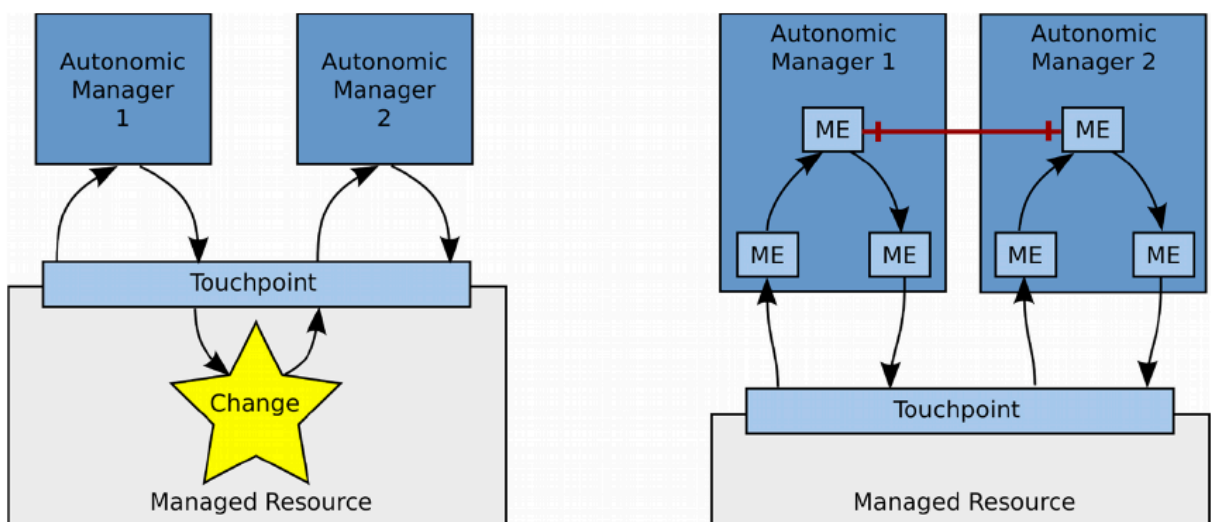 Autonomic
Manager
1
Autonomic
Manager
2
Touchpoint
Change
Managed Resource
Autonomic
Manager 1
Autonomic
Manager 2
ME
ME
ME
ME
ME
ME
Touchpoint
Managed Resource